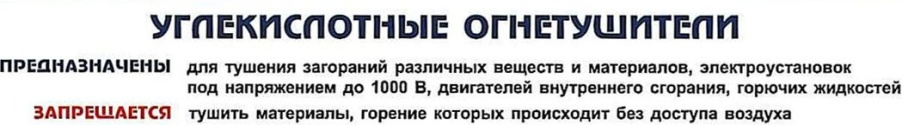 УГЛЕКИСЛОТНЫЕ ОГНЕТУШИТЕЛИ
ПРЕДНАЗНАЧЕНЫ для тушения загораний различных веществ и материалов, электроустановок
под напряжением до 1000 В, двигателей внутреннего сгорания, горючих жидкостей
ЗАПРЕЩАЕТСЯ тушить материалы, горение которых происходит без доступа воздуха